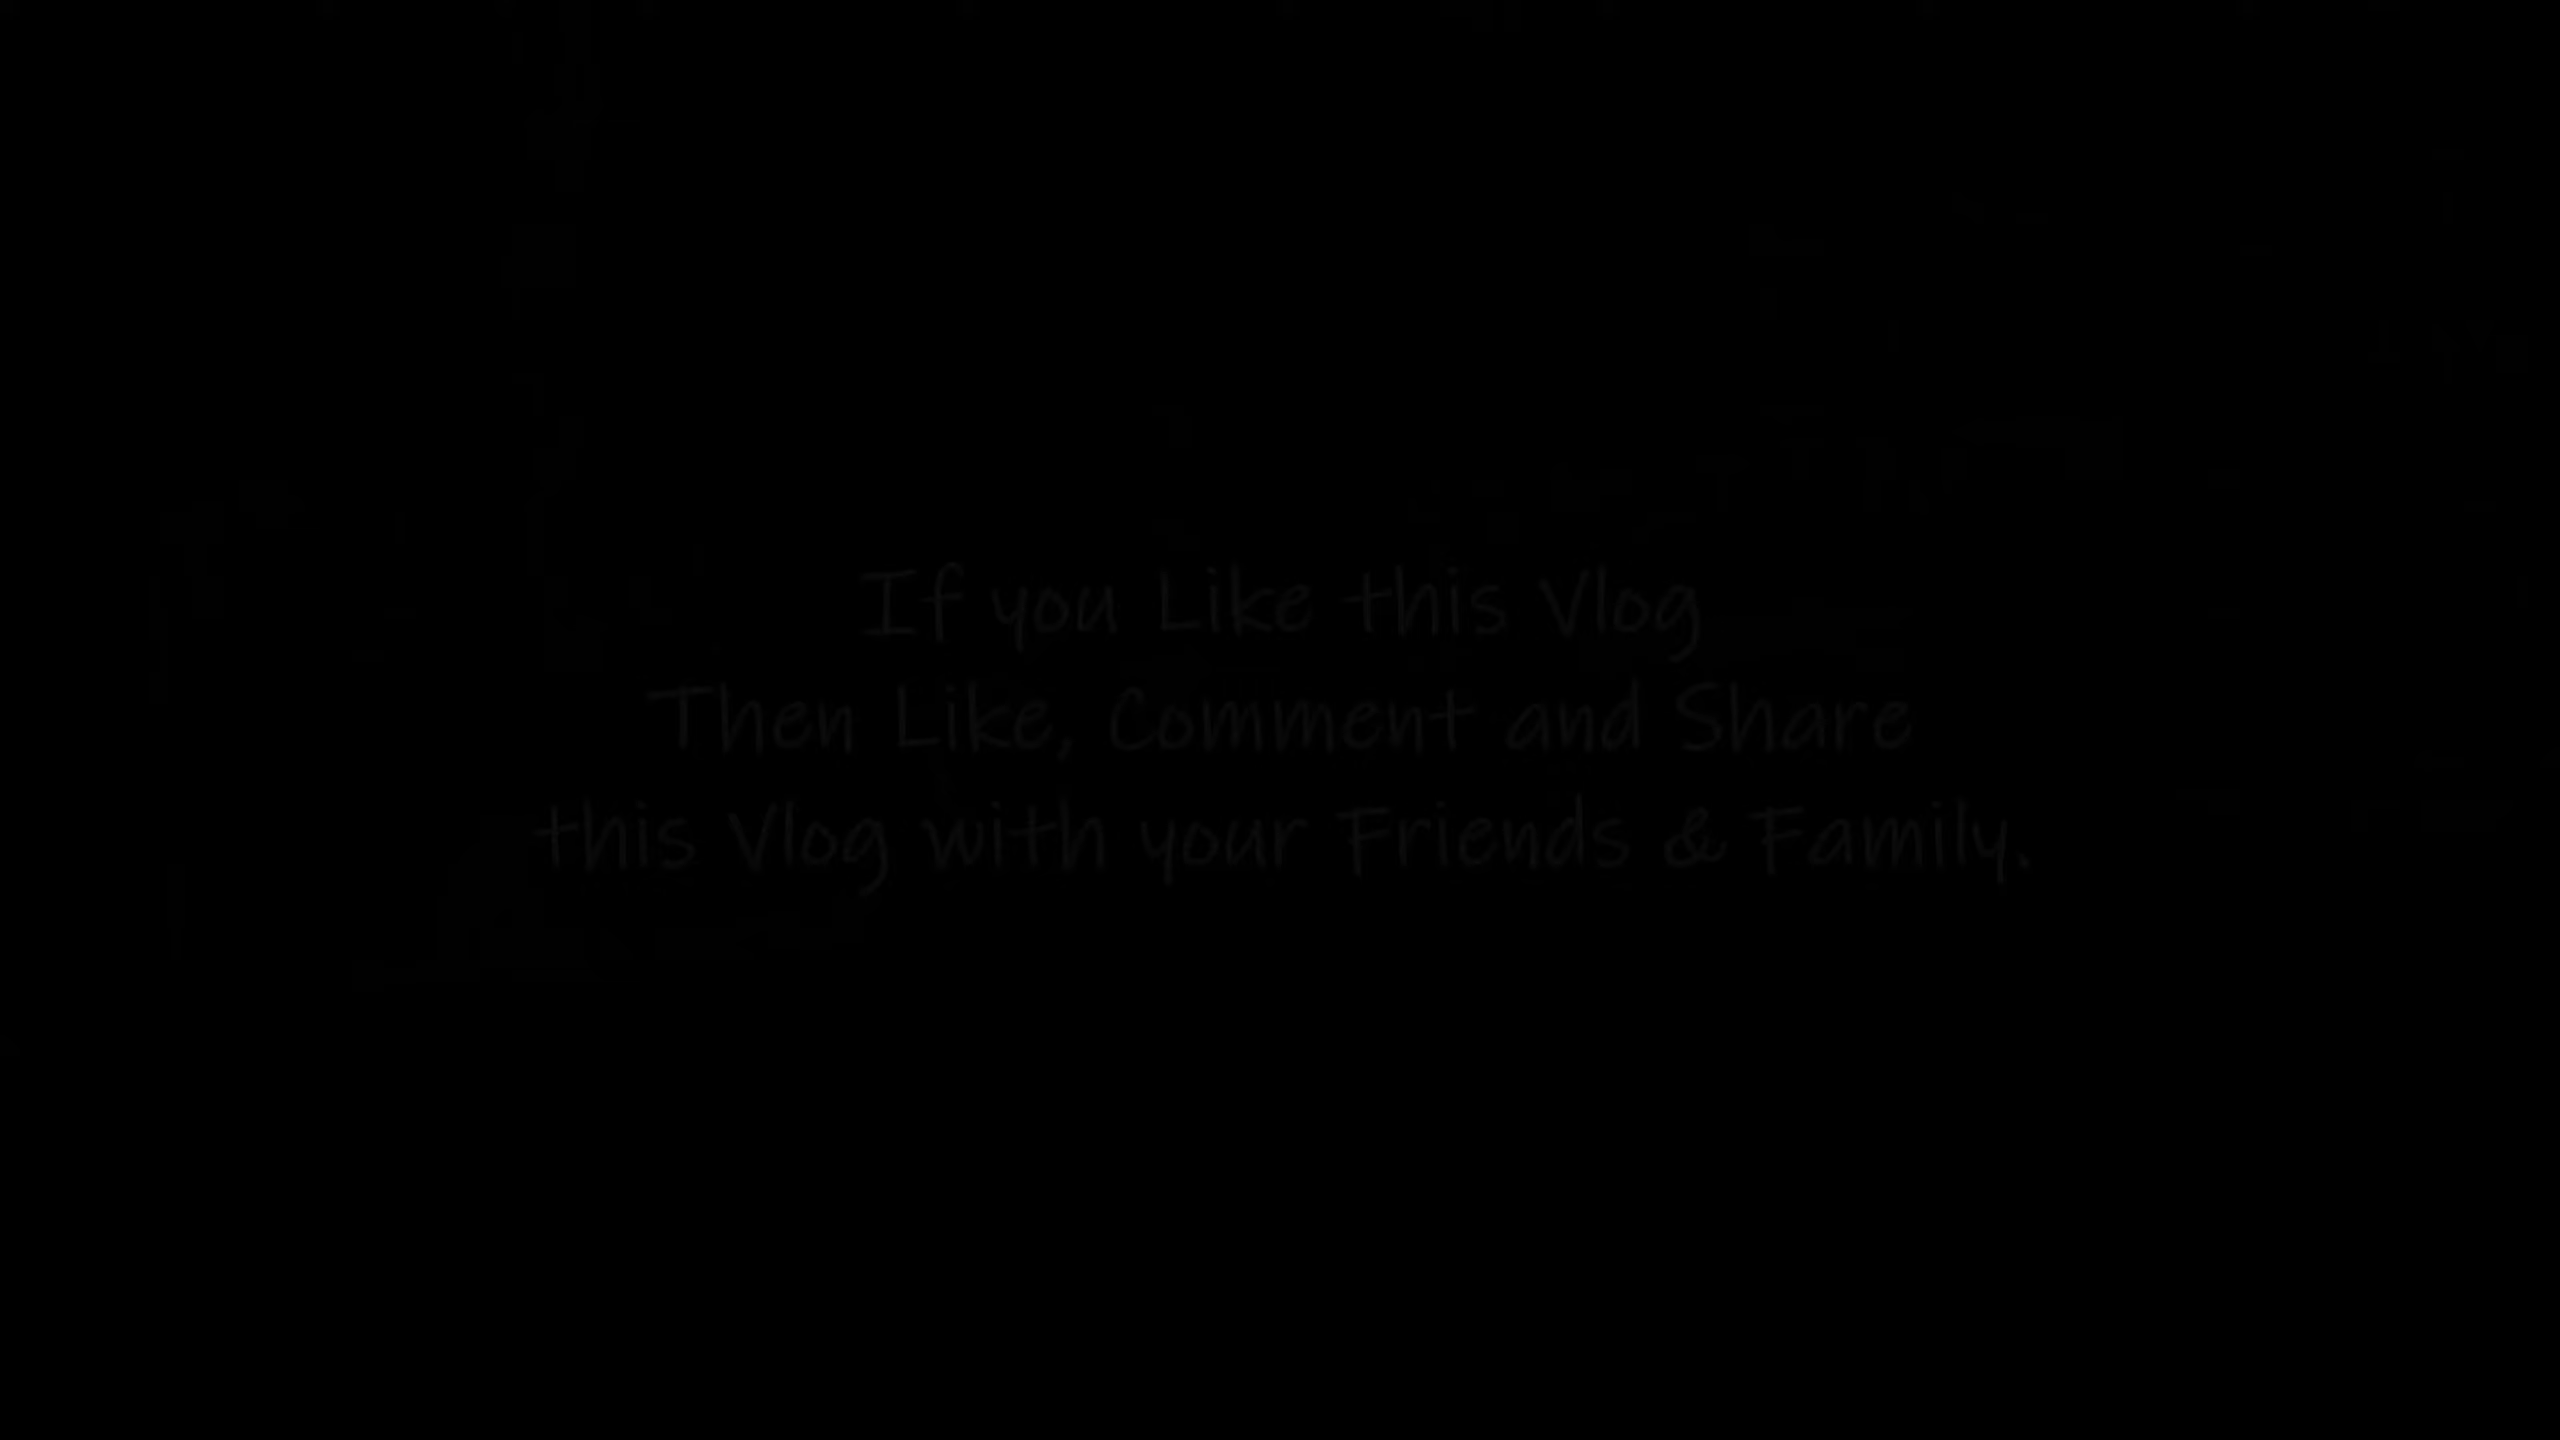 If you Like this Vlog
Then Like, Comment and Share
this Vlog with your Friends & Family.